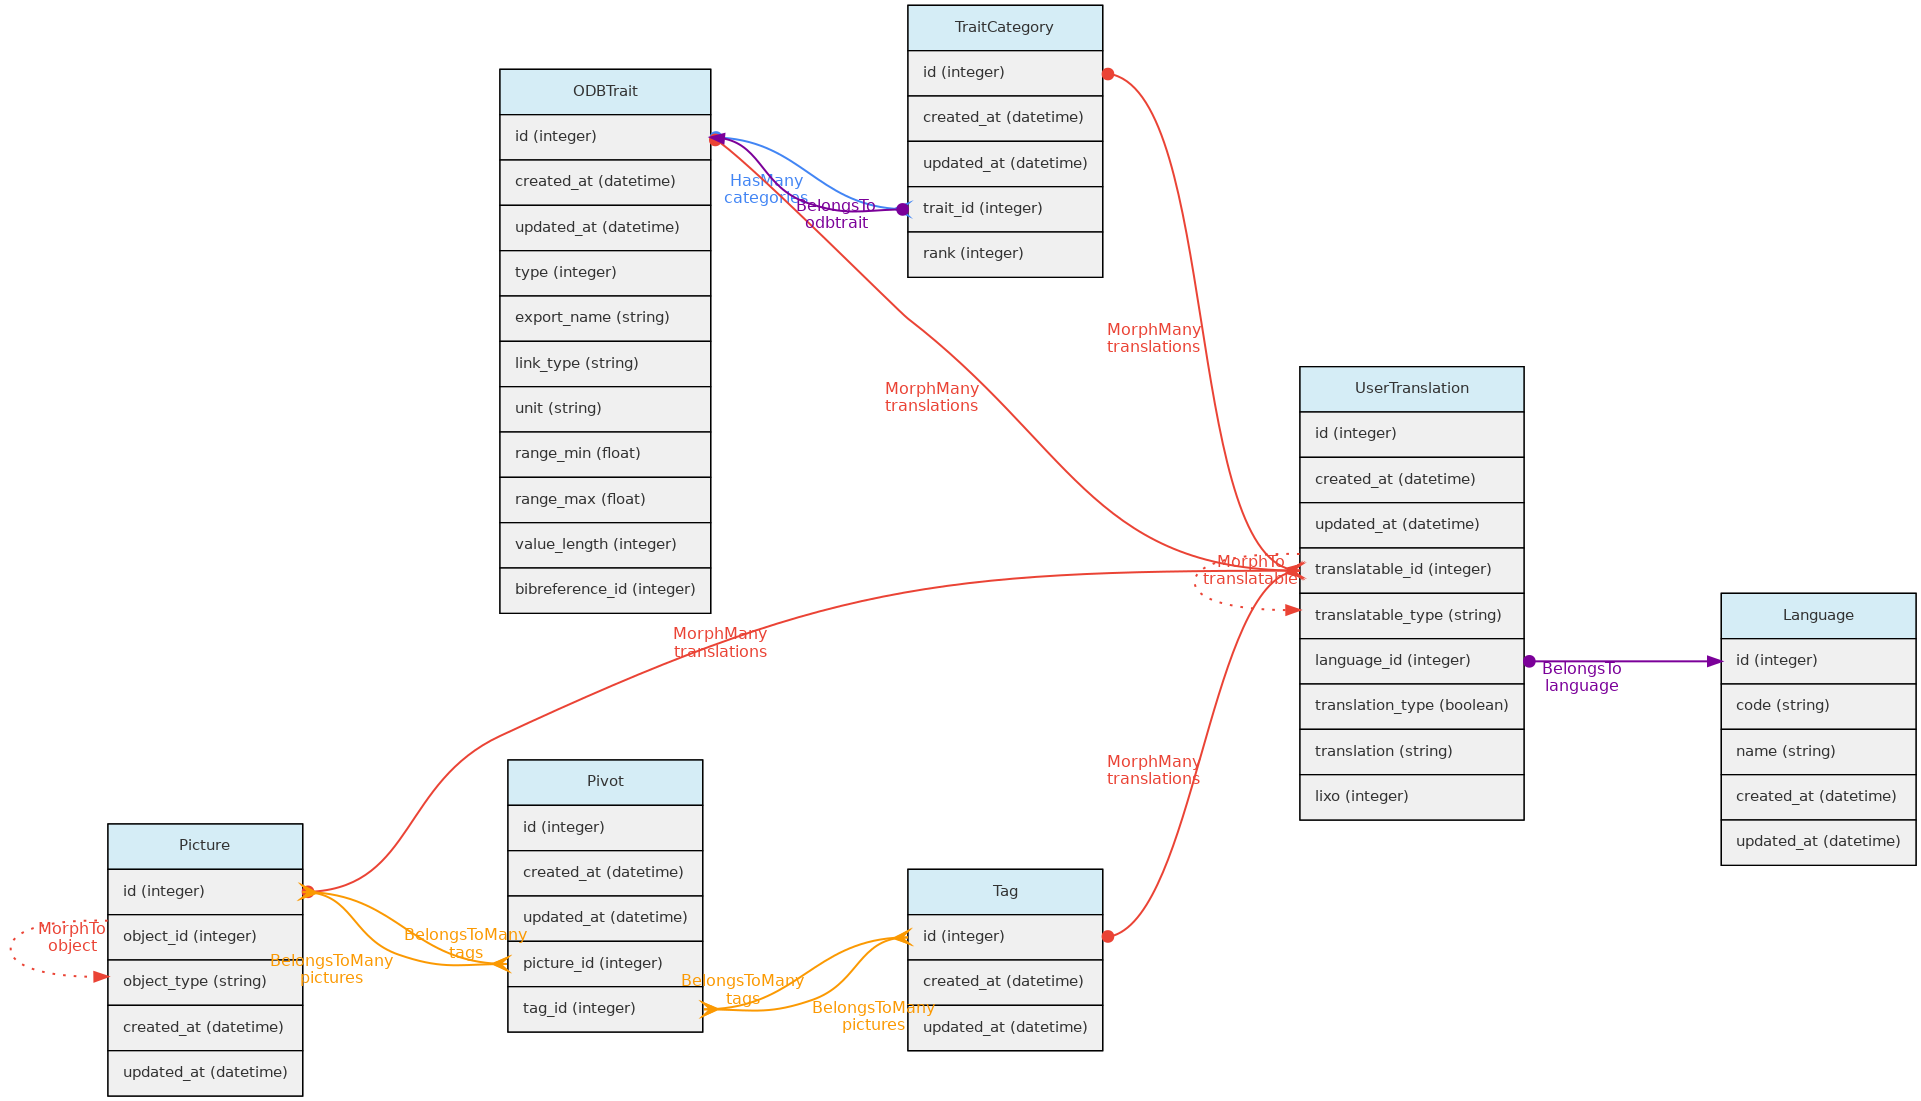 TraitCategory
id (integer)
created_at (datetime)
updated_at (datetime)
trait_id (integer)
rank (integer)
ODBTrait
id (integer)
created_at (datetime)
updated_at (datetime)
type (integer)
export_name (string)
link_type (string)
unit (string)
range_min (float)
range_max (float)
value_length (integer)
bibreference_id (integer)
HasMany
categories
BelongsTo
odbtrait
MorphMany
translations
MorphMany
translations
UserTranslation
id (integer)
created_at (datetime)
updated_at (datetime)
translatable_id (integer)
translatable_type (string)
language_id (integer)
translation_type (boolean)
translation (string)
lixo (integer)
MorphTo
translatable
BelongsTo
language
Language
id (integer)
code (string)
name (string)
created_at (datetime)
updated_at (datetime)
MorphMany
translations
MorphMany
translations
Picture
id (integer)
object_id (integer)
object_type (string)
created_at (datetime)
updated_at (datetime)
MorphTo
object
BelongsToMany
pictures
BelongsToMany
tags
Pivot
id (integer)
created_at (datetime)
updated_at (datetime)
picture_id (integer)
tag_id (integer)
BelongsToMany
tags
BelongsToMany
pictures
Tag
id (integer)
created_at (datetime)
updated_at (datetime)